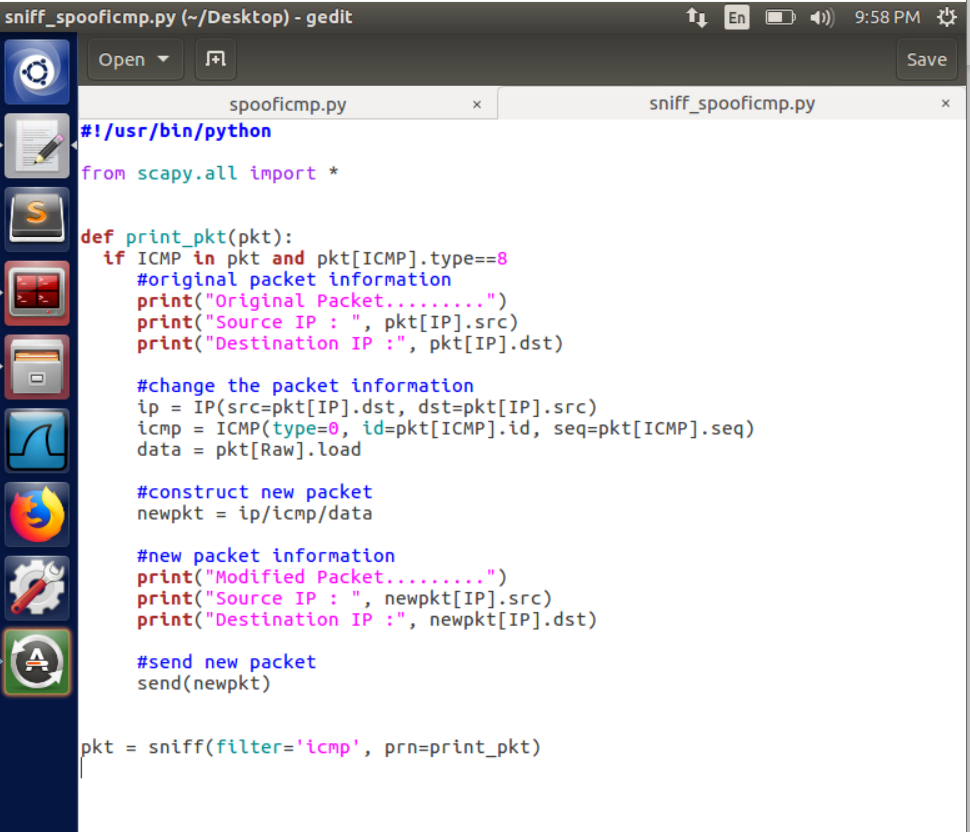 sniff_spooficmp.py (~/Desktop) - gedit
En
9:58 PM
Open
Save
spooficmp.py ×
sniff_spooficmp.py ×
#!/usr/bin/python
from scapy.all import *
def print_pkt(pkt):
  if ICMP in pkt and pkt[ICMP].type==8
     #original packet information
     print("Original Packet.........")
     print("Source IP : ", pkt[IP].src)
     print("Destination IP :", pkt[IP].dst)
     #change the packet information
     ip = IP(src=pkt[IP].dst, dst=pkt[IP].src)
     icmp = ICMP(type=0, id=pkt[ICMP].id, seq=pkt[ICMP].seq)
     data = pkt[Raw].load
     #construct new packet
     newpkt = ip/icmp/data
     #new packet information
     print("Modified Packet.........")
     print("Source IP : ", newpkt[IP].src)
     print("Destination IP :", newpkt[IP].dst)
     #send new packet
     send(newpkt)
pkt = sniff(filter='icmp', prn=print_pkt)